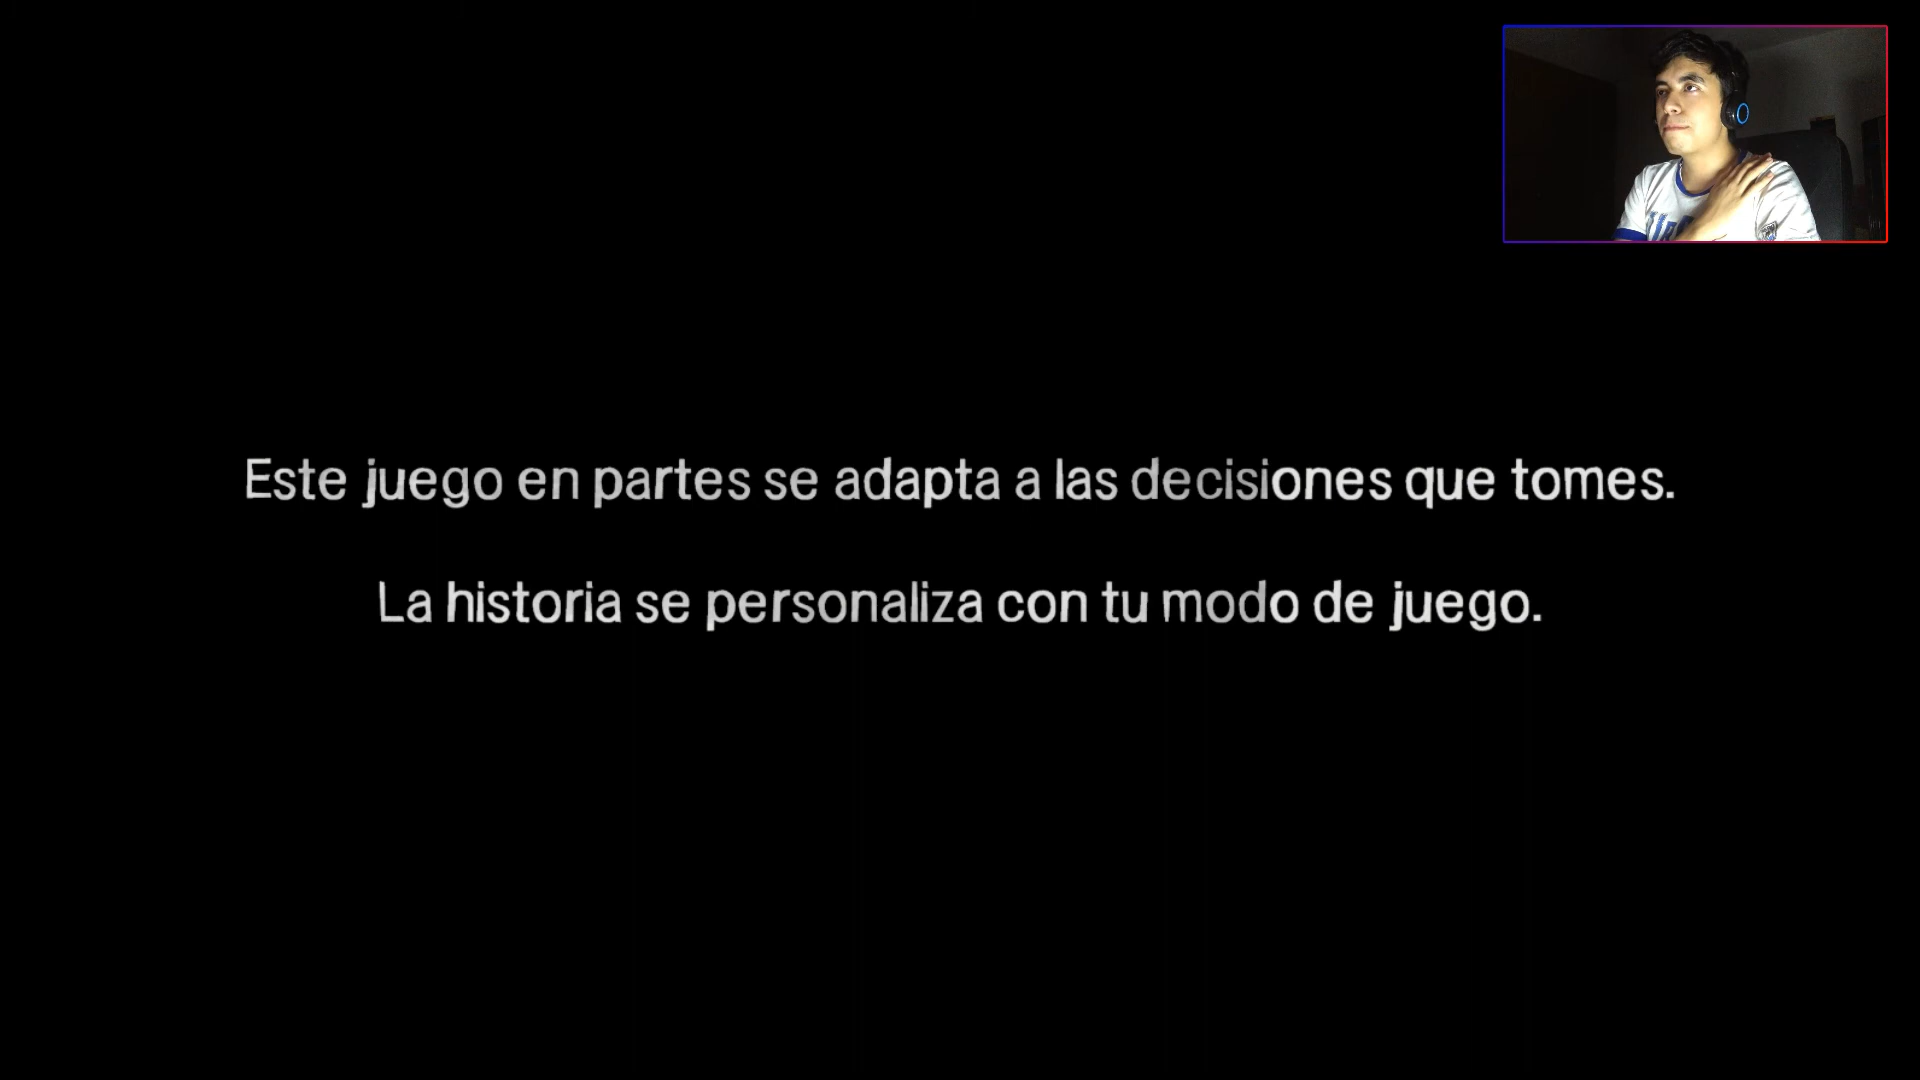 Este juego en partes se adapta a las decisiones que tomes.
La historia se personaliza con tu modo de juego.